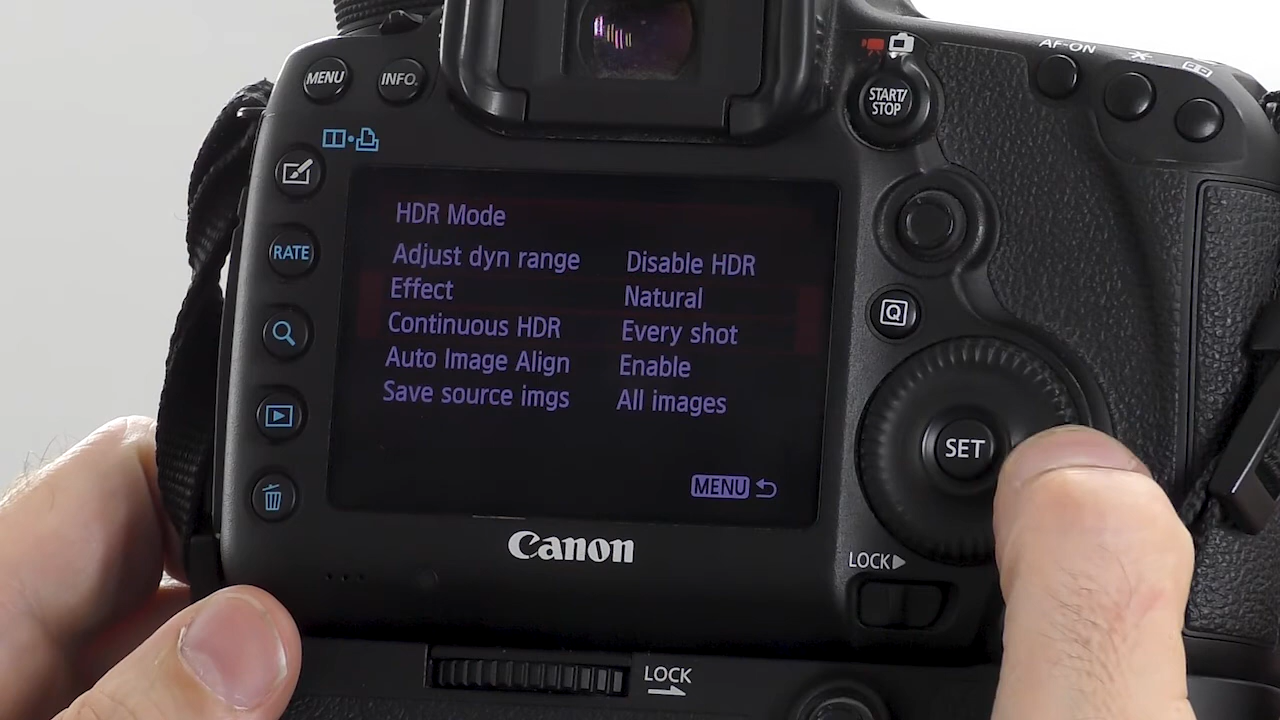 MENU
INFO.
START/
STOP
AF-ON
RATE
HDR Mode
Adjust dyn range Disable HDR
Effect Natural
Continuous HDR Every shot
Auto Image Align Enable
Save source imgs All images
MENU
Q
SET
Canon
LOCK
LOCK